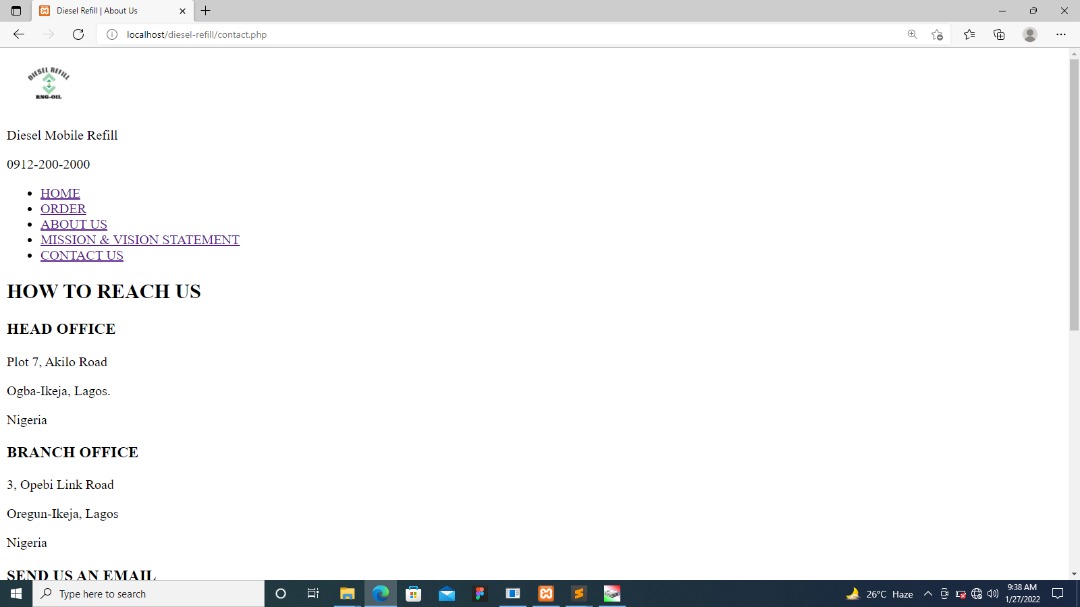 Diesel Refill | About Us
localhost/diesel-refill/contact.php
DIESEL REFILL
RNG-OIL
Diesel Mobile Refill
0912-200-2000
HOME
ORDER
ABOUT US
MISSION & VISION STATEMENT
CONTACT US
HOW TO REACH US
HEAD OFFICE
Plot 7, Akilo Road
Ogba-Ikeja, Lagos.
Nigeria
BRANCH OFFICE
3, Opebi Link Road
Oregun-Ikeja, Lagos
Nigeria
SEND US AN EMAIL
Type here to search
26°C Haze
9:38 AM
1/27/2022